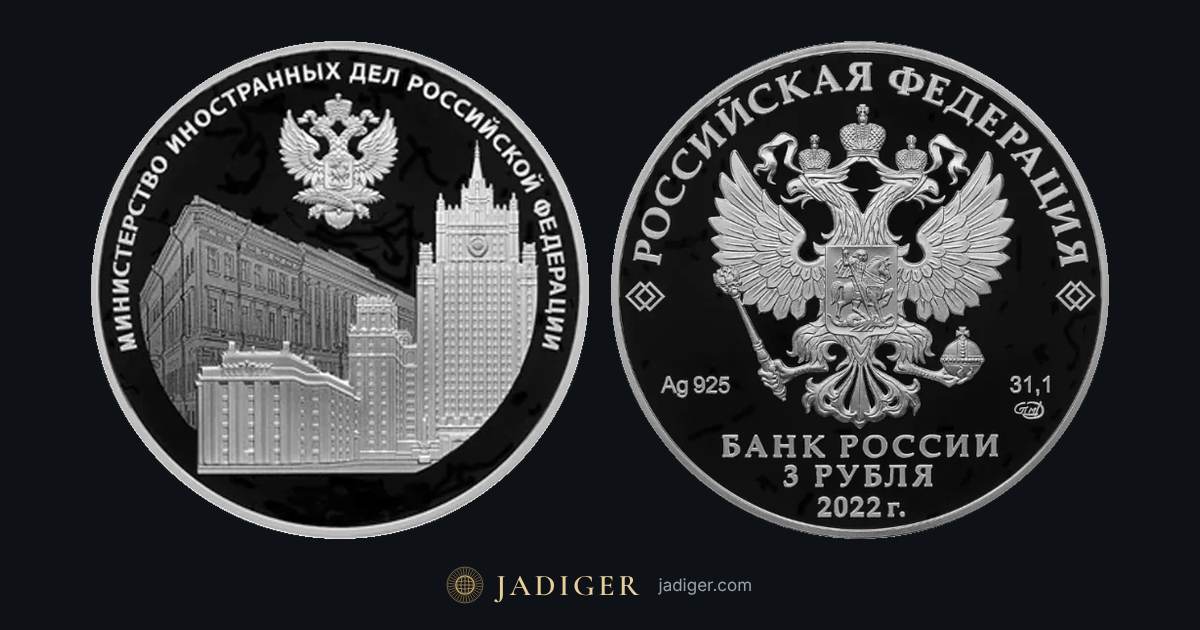 МИНИСТЕРСТВО ИНОСТРАННЫХ ДЕЛ РОССИЙСКОЙ ФЕДЕРАЦИИ
РОССИЙСКАЯ ФЕДЕРАЦИЯ
Ag 925
31,1
БАНК РОССИИ
3 РУБЛЯ
2022 г.
JADIGER jadiger.com